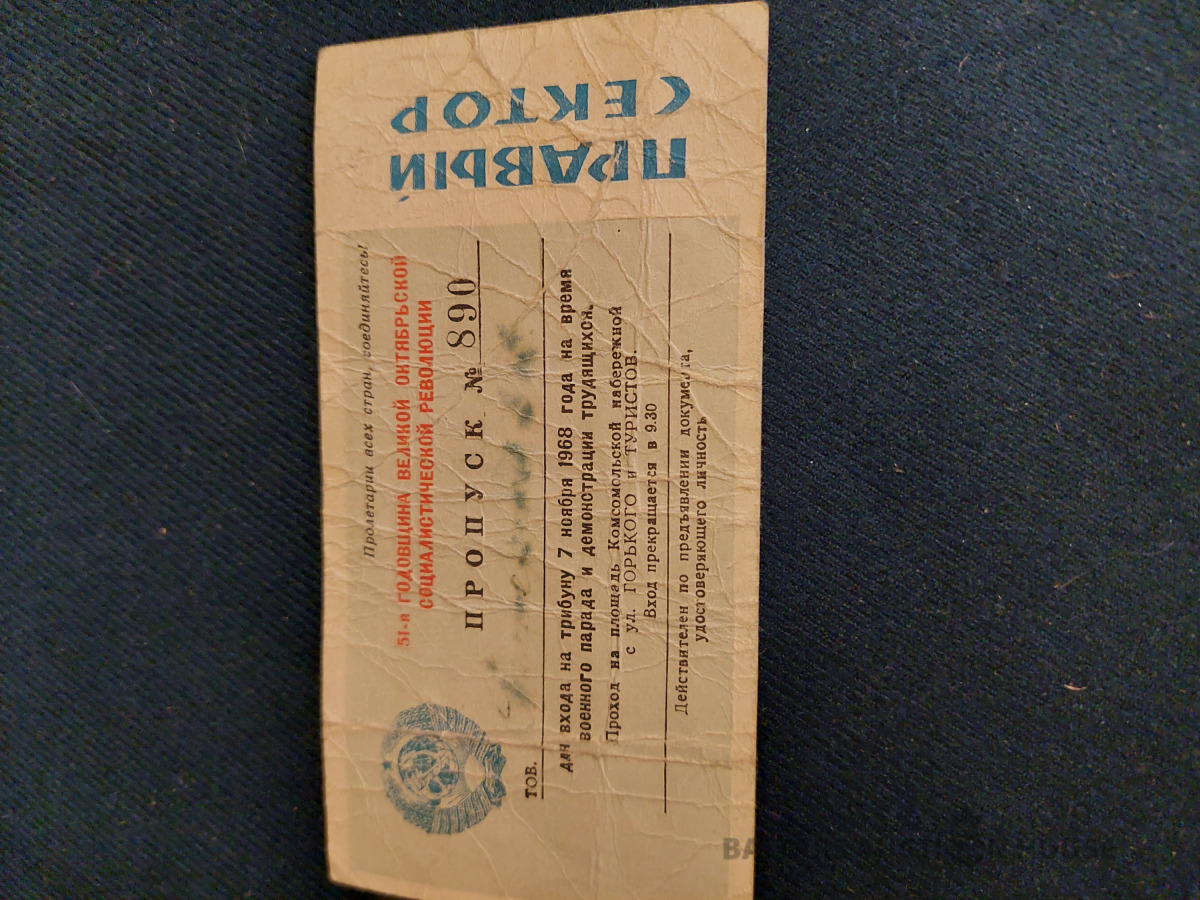 Пролетарии всех стран, соединяйтесь!
51-я ГОДОВЩИНА ВЕЛИКОЙ ОКТЯБРЬСКОЙ
СОЦИАЛИСТИЧЕСКОЙ РЕВОЛЮЦИИ
ПРОПУСК № 890
ТОВ.
для входа на трибуну 7 ноября 1968 года на время
военного парада и демонстрации трудящихся.
Проход на площадь Комсомольской набережной
с ул. ГОРЬКОГО и ТУРИСТОВ.
Вход прекращается в 9.30
Действителен по предъявлении документа,
удостоверяющего личность
ПРАВЫЙ
СЕКТОР